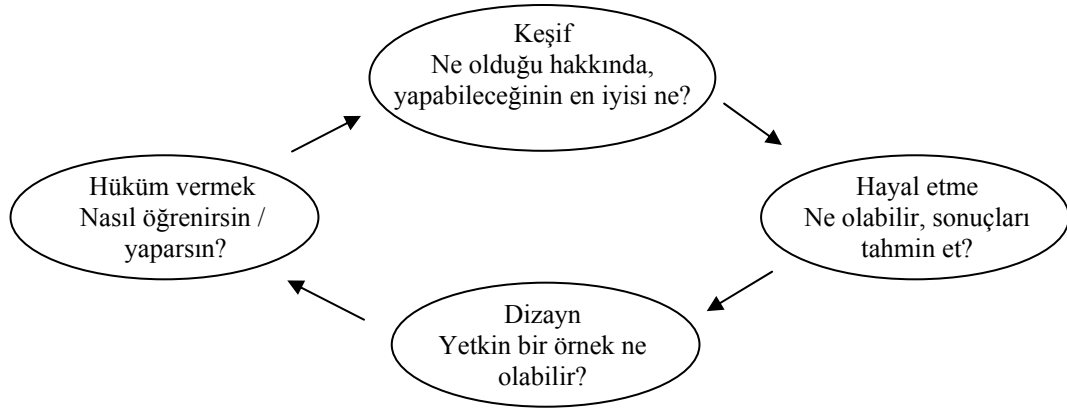 Keşif
Ne olduğu hakkında,
yapabileceğinin en iyisi ne?
Hüküm vermek
Nasıl öğrenirsin /
yaparsın?
Hayal etme
Ne olabilir, sonuçları
tahmin et?
Dizayn
Yetkin bir örnek ne
olabilir?